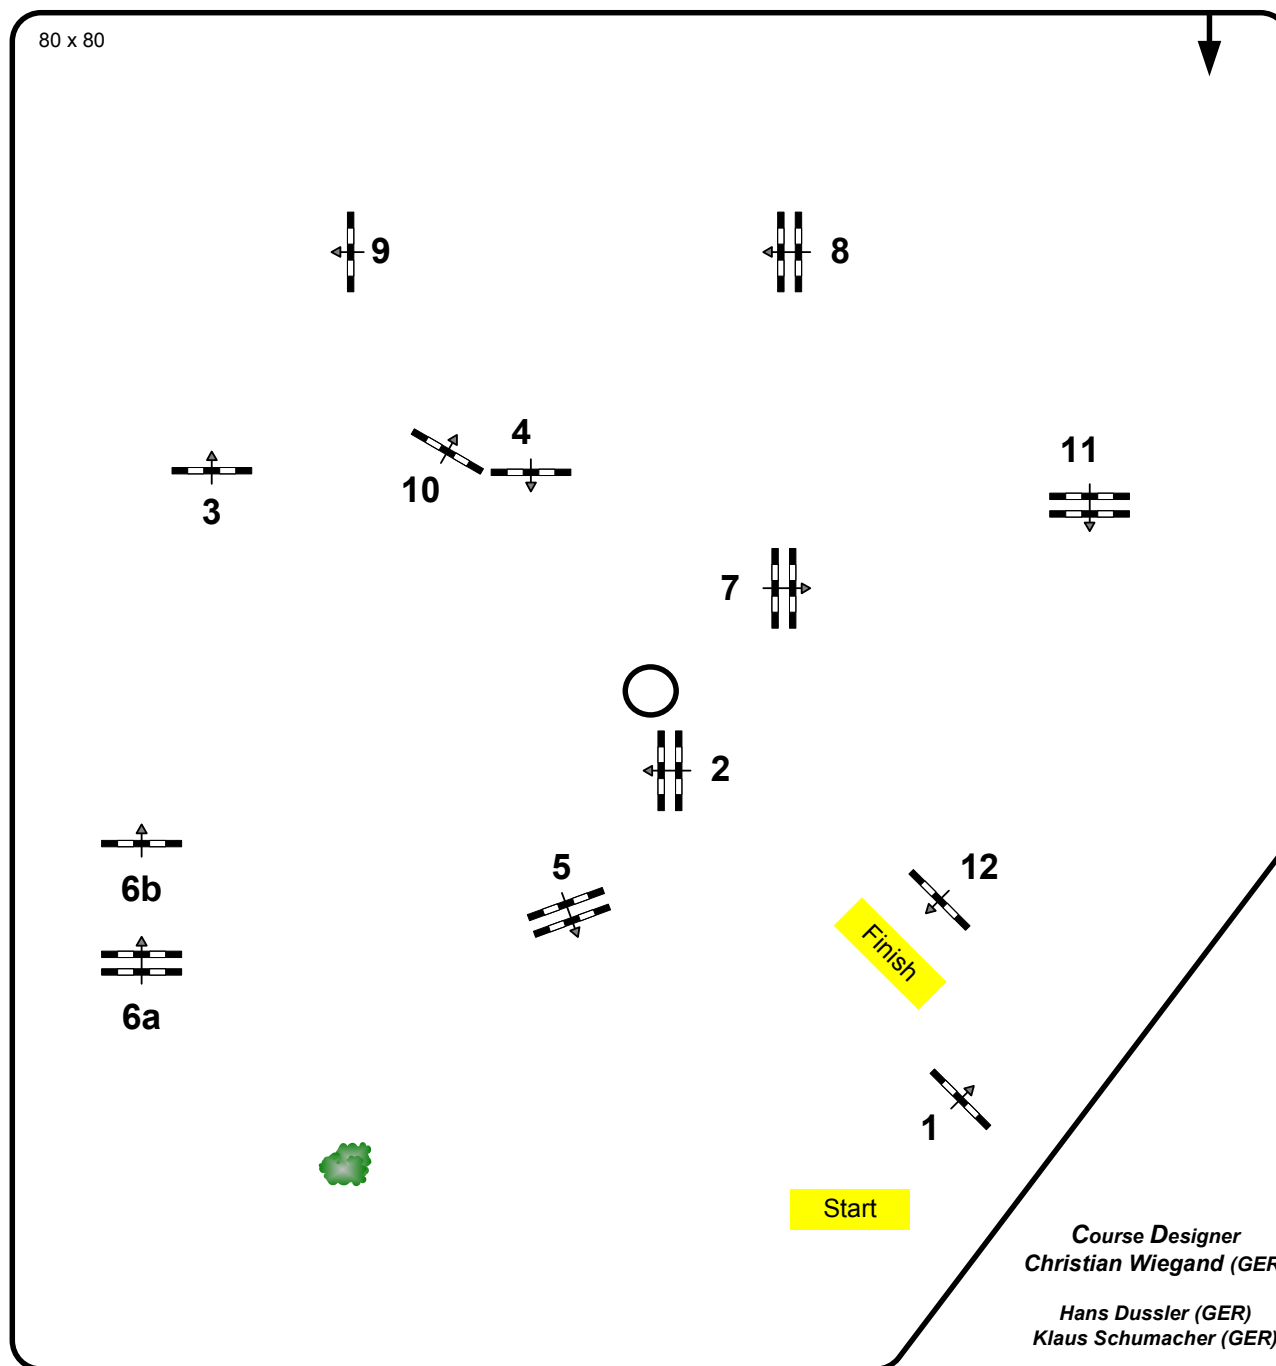 80 x 80
9
8
4
11
10
3
7
2
5
12
6b
Finish
6a
1
Start
Course Designer
Christian Wiegand (GER
Hans Dussler (GER)
Klaus Schumacher (GER)